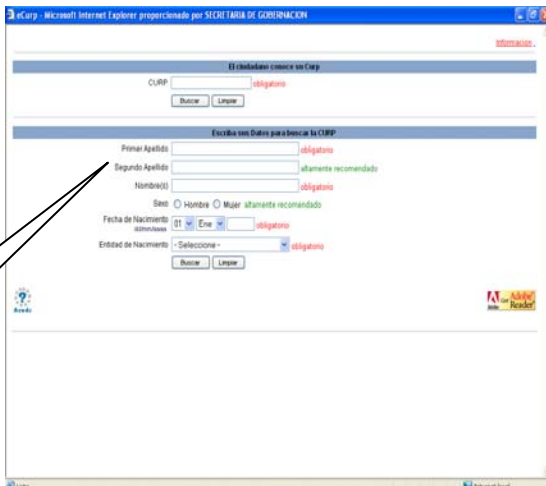 eCurp - Microsoft Internet Explorer proporcionado por SECRETARIA DE GOBERNACION
Informacion.
El ciudadano conoce su Curp
CURP obligatorio
Buscar Limpiar
Escriba sus Datos para buscar la CURP
Primer Apellido obligatorio
Segundo Apellido altamente recomendado
Nombre(s) obligatorio
Sexo Hombre Mujer altamente recomendado
Fecha de Nacimiento 01 Ene obligatorio
dd/mm/aaaa
Entidad de Nacimiento - Seleccione - obligatorio
Buscar Limpiar
Ayuda
Adobe Get Adobe Reader